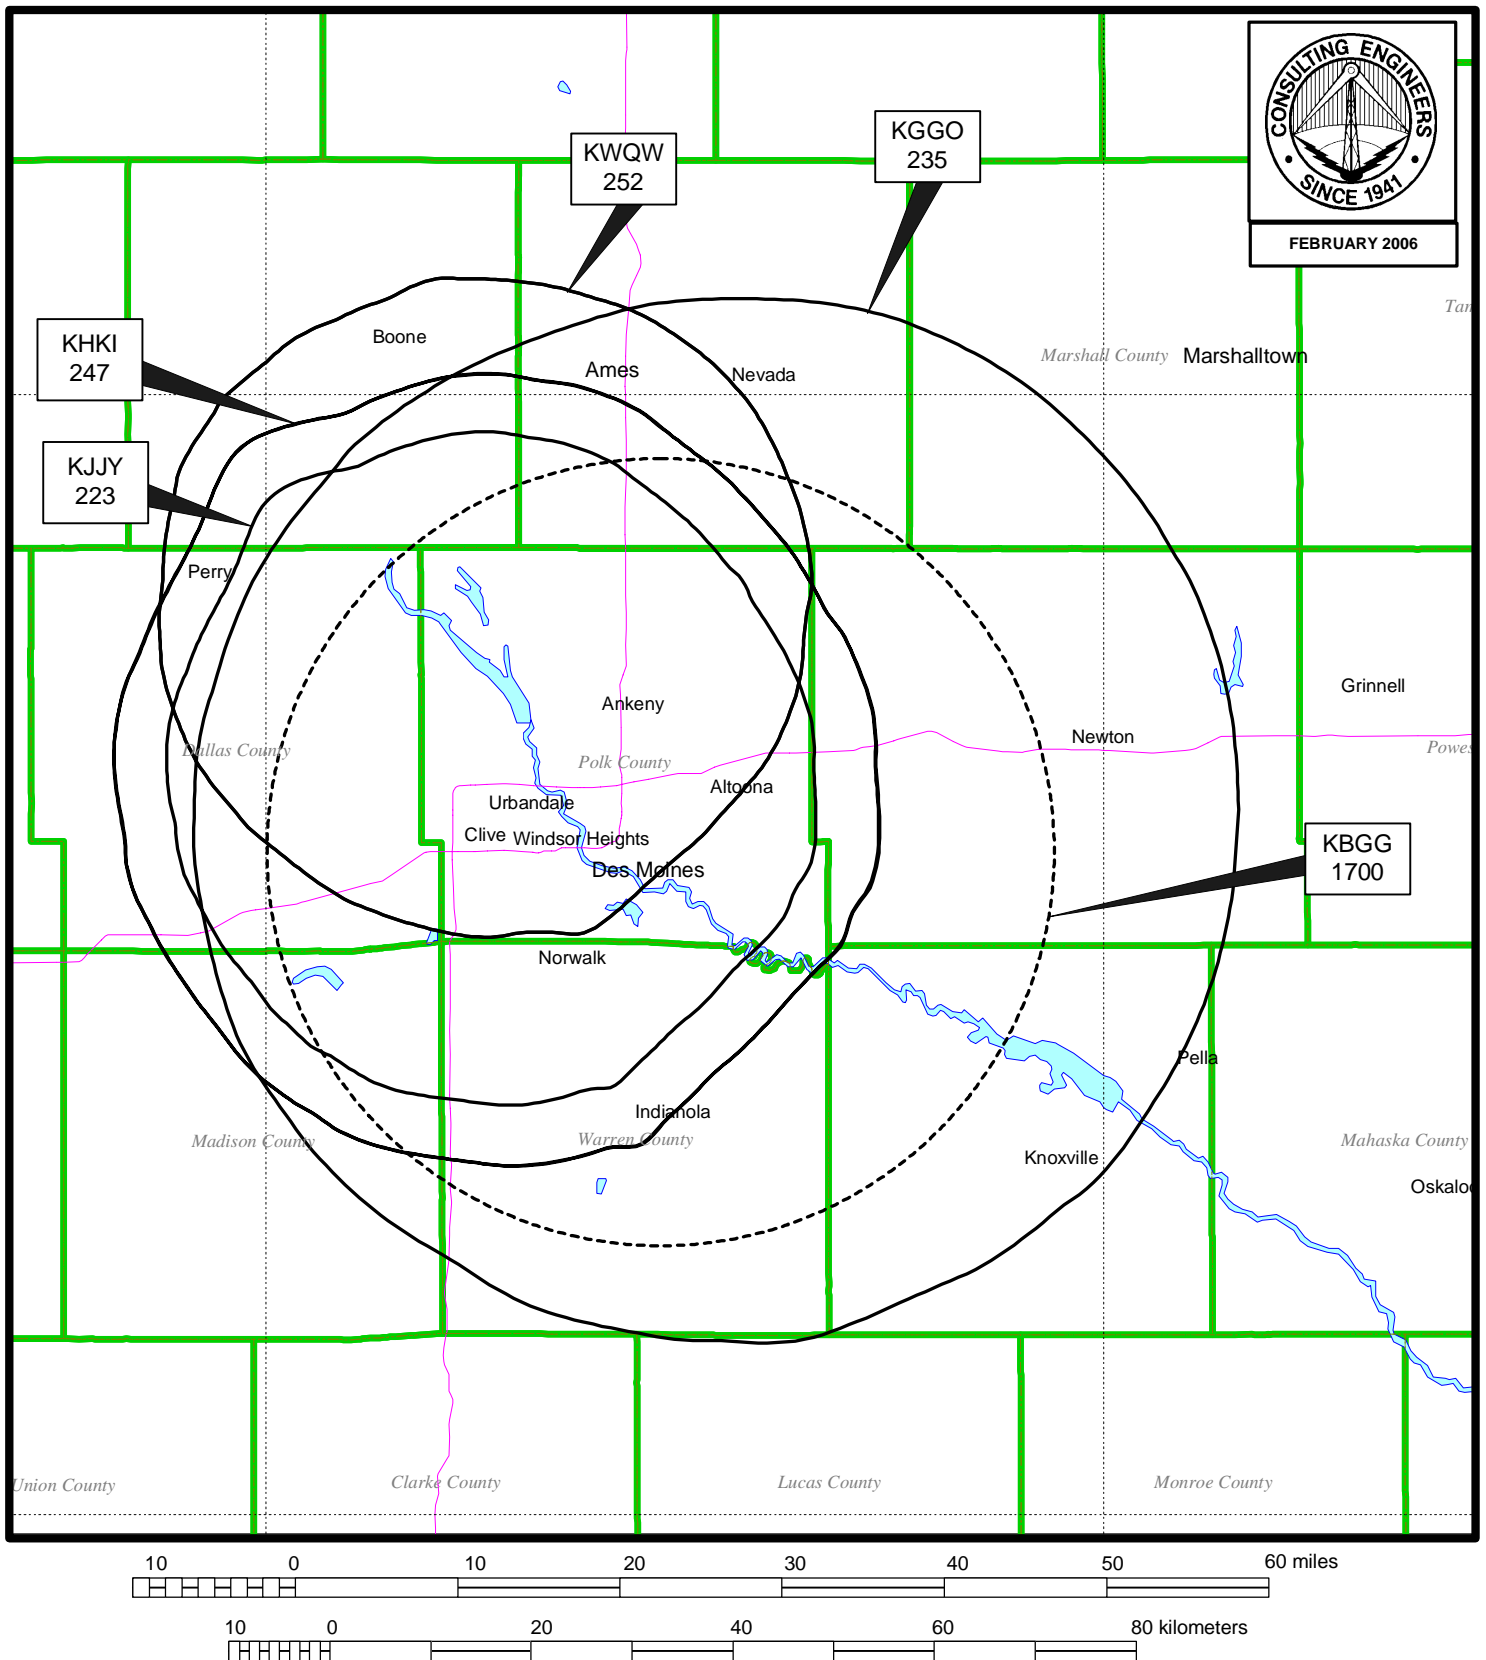 CONSULTING ENGINEERS
SINCE 1941
FEBRUARY 2006
KGGO
235
KWQW
252
KHKI
247
KJJY
223
KBGG
1700
Boone
Ames
Nevada
Marshall County
Marshalltown
Perry
Ankeny
Grinnell
Newton
Dallas County
Polk County
Altoona
Urbandale
Clive
Windsor Heights
Des Moines
Norwalk
Pella
Indianola
Madison County
Warren County
Mahaska County
Knoxville
Union County
Clarke County
Lucas County
Monroe County
10 0 10 20 30 40 50 60 miles
10 0 20 40 60 80 kilometers